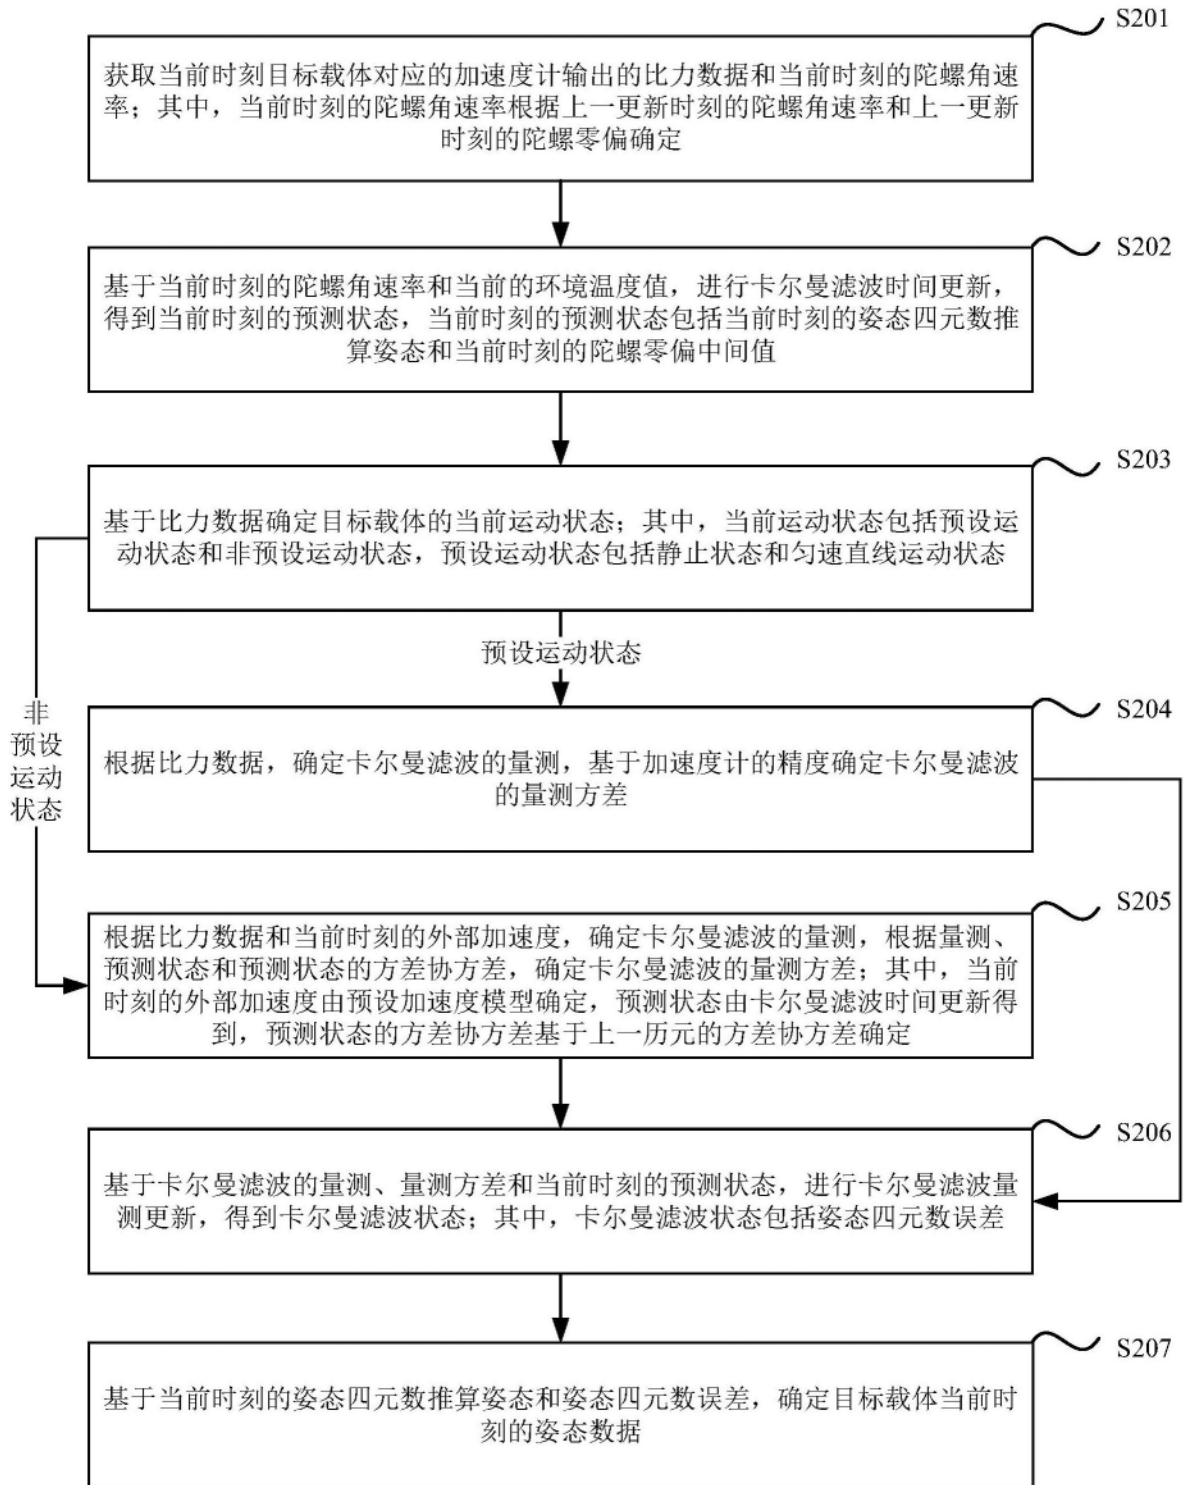 S201
获取当前时刻目标载体对应的加速度计输出的比力数据和当前时刻的陀螺角速
率；其中，当前时刻的陀螺角速率根据上一更新时刻的陀螺角速率和上一更新
时刻的陀螺零偏确定
S202
基于当前时刻的陀螺角速率和当前的环境温度值，进行卡尔曼滤波时间更新，
得到当前时刻的预测状态，当前时刻的预测状态包括当前时刻的姿态四元数推
算姿态和当前时刻的陀螺零偏中间值
S203
基于比力数据确定目标载体的当前运动状态；其中，当前运动状态包括预设运
动状态和非预设运动状态，预设运动状态包括静止状态和匀速直线运动状态
预设运动状态
非
预设
运动
状态
S204
根据比力数据，确定卡尔曼滤波的量测，基于加速度计的精度确定卡尔曼滤波
的量测方差
S205
根据比力数据和当前时刻的外部加速度，确定卡尔曼滤波的量测，根据量测、
预测状态和预测状态的方差协方差，确定卡尔曼滤波的量测方差；其中，当前
时刻的外部加速度由预设加速度模型确定，预测状态由卡尔曼滤波时间更新得
到，预测状态的方差协方差基于上一历元的方差协方差确定
S206
基于卡尔曼滤波的量测、量测方差和当前时刻的预测状态，进行卡尔曼滤波量
测更新，得到卡尔曼滤波状态；其中，卡尔曼滤波状态包括姿态四元数误差
S207
基于当前时刻的姿态四元数推算姿态和姿态四元数误差，确定目标载体当前时
刻的姿态数据